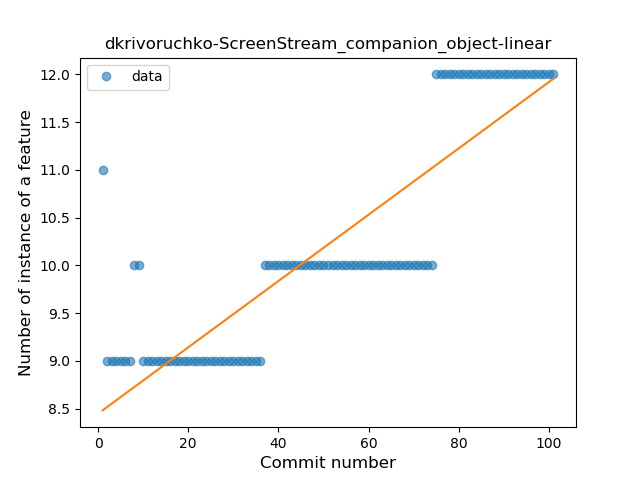 dkrivoruchko-ScreenStream_companion_object-linear
data
Number of instance of a feature
12.0
11.5
11.0
10.5
10.0
9.5
9.0
8.5
0 20 40 60 80 100
Commit number